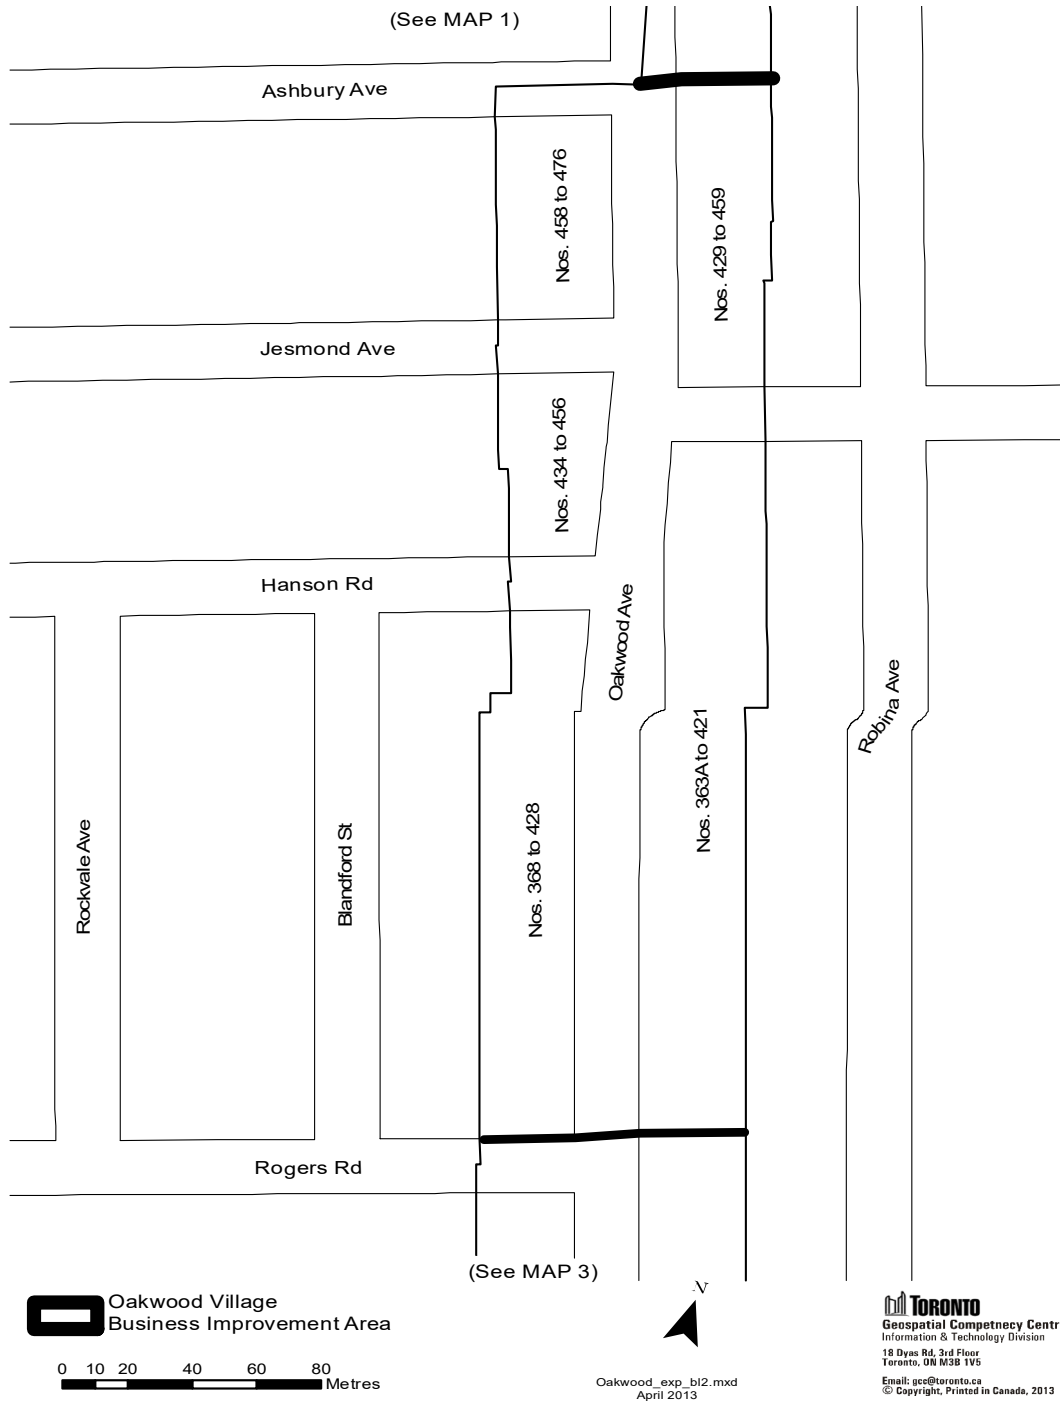 (See MAP 1)
Ashbury Ave
Nos. 458 to 476
Nos. 429 to 459
Jesmond Ave
Nos. 434 to 456
Hanson Rd
Oakwood Ave
Robina Ave
Nos. 363A to 421
Rockvale Ave
Blandford St
Nos. 368 to 428
Rogers Rd
(See MAP 3)
Oakwood Village
Business Improvement Area
0 10 20 40 60 80
Metres
N
Oakwood_exp_bl2.mxd
April 2013
TORONTO
Geospatial Competnecy Centr
Information & Technology Division
18 Dyas Rd, 3rd Floor
Toronto, ON M3B 1V5
Email: gcc@toronto.ca
© Copyright, Printed in Canada, 2013